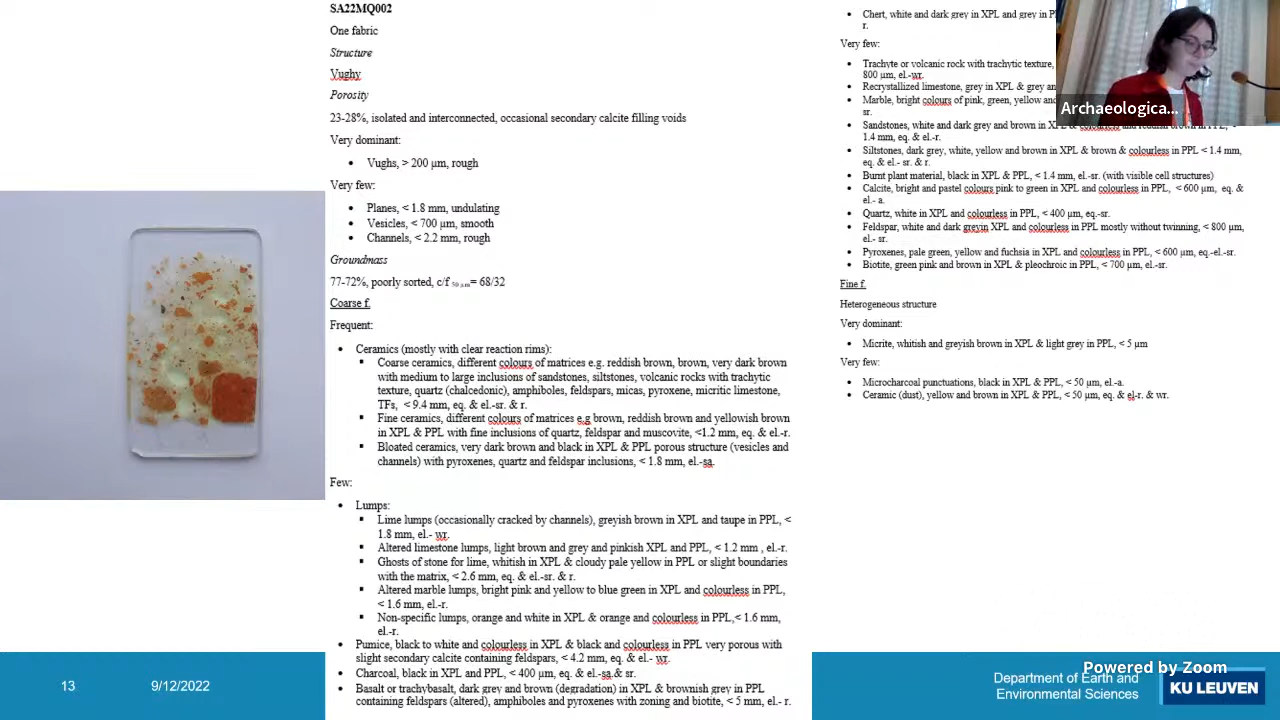 SA22MQ002
One fabric
Structure
Vughy
Porosity
23-28%, isolated and interconnected, occasional secondary calcite filling voids
Very dominant:
• Vughs, > 200 μm, rough
Very few:
• Planes, < 1.8 mm, undulating
• Vesicles, < 700 μm, smooth
• Channels, < 2.2 mm, rough
Groundmass
77-72%, poorly sorted, c/f 50 μm= 68/32
Coarse f.
Frequent:
• Ceramics (mostly with clear reaction rims):
▪ Coarse ceramics, different colours of matrices e.g. reddish brown, brown, very dark brown
with medium to large inclusions of sandstones, siltstones, volcanic rocks with trachytic
texture, quartz (chalcedonic), amphiboles, feldspars, micas, pyroxene, micritic limestone,
TFs, < 9.4 mm, eq. & el.-sr. & r.
▪ Fine ceramics, different colours of matrices e.g brown, reddish brown and yellowish brown
in XPL & PPL with fine inclusions of quartz, feldspar and muscovite, <1.2 mm, eq. & el.-r.
▪ Bloated ceramics, very dark brown and black in XPL & PPL porous structure (vesicles and
channels) with pyroxenes, quartz and feldspar inclusions, < 1.8 mm, el.-sa.
Few:
• Lumps:
▪ Lime lumps (occasionally cracked by channels), greyish brown in XPL and taupe in PPL, <
1.8 mm, el.- wr.
▪ Altered limestone lumps, light brown and grey and pinkish XPL and PPL, < 1.2 mm , el.-r.
▪ Ghosts of stone for lime, whitish in XPL & cloudy pale yellow in PPL or slight boundaries
with the matrix, < 2.6 mm, eq. & el.-sr. & r.
▪ Altered marble lumps, bright pink and yellow to blue green in XPL and colourless in PPL,
< 1.6 mm, el.-r.
▪ Non-specific lumps, orange and white in XPL & orange and colourless in PPL,< 1.6 mm,
el.-r.
• Pumice, black to white and colourless in XPL & black and colourless in PPL very porous with
slight secondary calcite containing feldspars, < 4.2 mm, eq. & el.- wr.
• Charcoal, black in XPL and PPL, < 400 μm, eq. & el.-sa.& sr.
• Basalt or trachybasalt, dark grey and brown (degradation) in XPL & brownish grey in PPL
containing feldspars (altered), amphiboles and pyroxenes with zoning and biotite, < 5 mm, el.- r.
• Chert, white and dark grey in XPL and grey in
r.
Very few:
• Trachyte or volcanic rock with trachytic texture,
800 μm, el.-wr.
• Recrystallized limestone, grey in XPL & grey
• Marble, bright colours of pink, green, yellow
sr.
• Sandstones, white and dark grey and brown in XPL & colourless and reddish brown in PPL, <
1.4 mm, eq. & el.-r.
• Siltstones, dark grey, white, yellow and brown in XPL & brown & colourless in PPL < 1.4 mm,
eq. & el.- sr. & r.
• Burnt plant material, black in XPL & PPL, < 1.4 mm, el.-sr. (with visible cell structures)
• Calcite, bright and pastel colours pink to green in XPL and colourless in PPL, < 600 μm, eq. &
el.- a.
• Quartz, white in XPL and colourless in PPL, < 400 μm, eq.-sr.
• Feldspar, white and dark greyin XPL and colourless in PPL mostly without twinning, < 800 μm,
el.- sr.
• Pyroxenes, pale green, yellow and fuchsia in XPL and colourless in PPL, < 600 μm, eq.-el.-sr.
• Biotite, green pink and brown in XPL & pleochroic in PPL, < 700 μm, el.-sr.
Fine f.
Heterogeneous structure
Very dominant:
• Micrite, whitish and greyish brown in XPL & light grey in PPL, < 5 μm
Very few:
• Microcharcoal punctuations, black in XPL & PPL, < 50 μm, el.-a.
• Ceramic (dust), yellow and brown in XPL & PPL, < 50 μm, eq. & el-r. & wr.
Archaeologica...
Powered by Zoom
13
9/12/2022
Department of Earth and
Environmental Sciences
KU LEUVEN